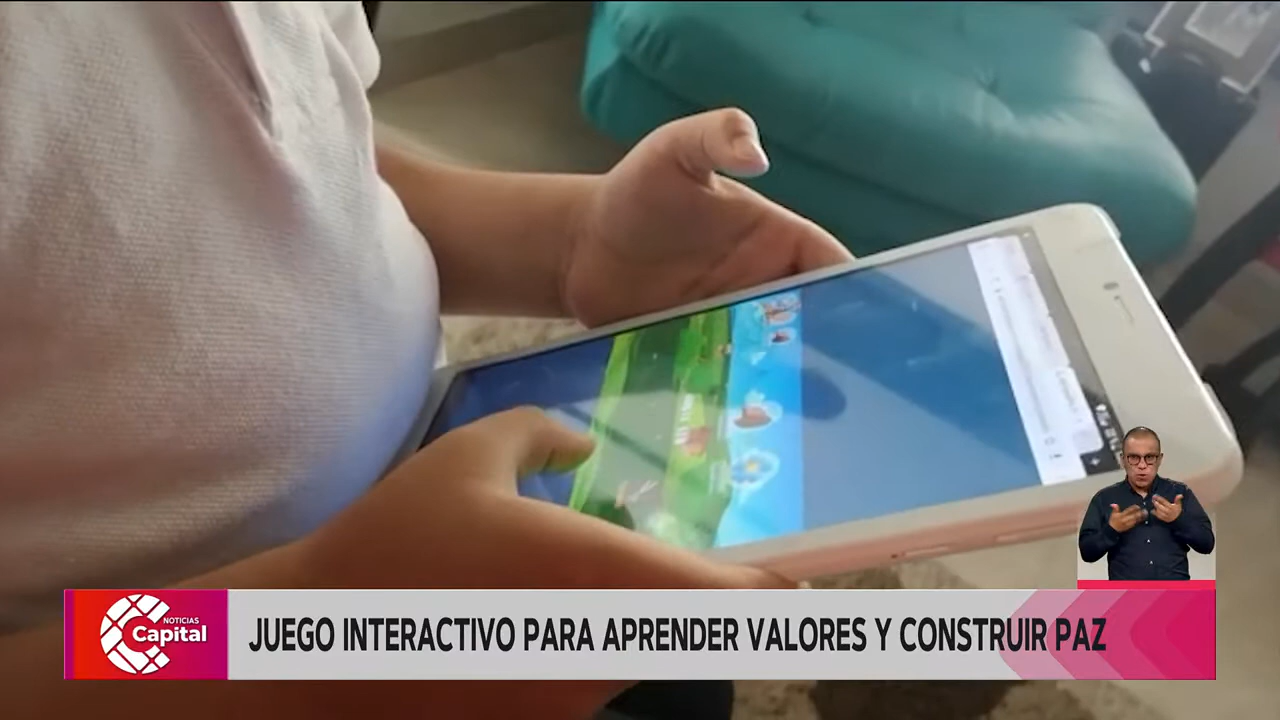 NOTICIAS
Capital
JUEGO INTERACTIVO PARA APRENDER VALORES Y CONSTRUIR PAZ